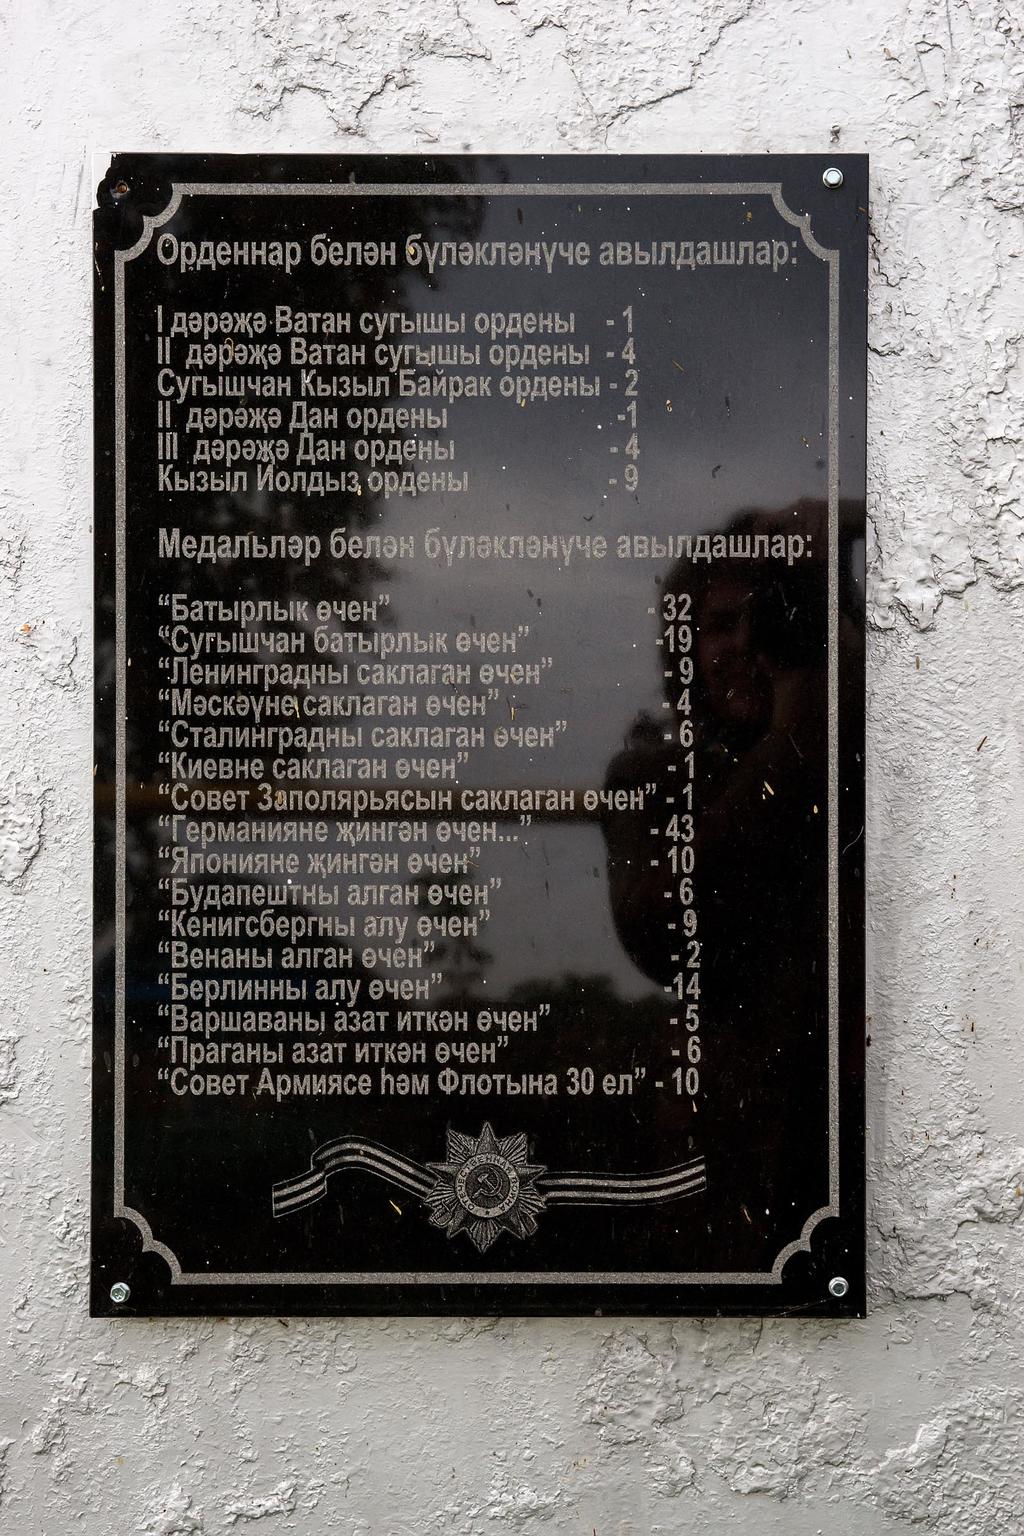 Орденнар белән бүләкләнүче авылдашлар:
I дәрәҗә Ватан сугышы ордены - 1
II дәрәҗә Ватан сугышы ордены - 4
Сугышчан Кызыл Байрак ордены - 2
II дәрәҗә Дан ордены -1
III дәрәҗә Дан ордены - 4
Кызыл Йолдыз ордены - 9
Медальләр белән бүләкләнүче авылдашлар:
“Батырлык өчен” - 32
“Сугышчан батырлык өчен” -19
“Ленинградны саклаган өчен” - 9
“Мәскәүне саклаган өчен” - 4
“Сталинградны саклаган өчен” - 6
“Киевне саклаган өчен” - 1
“Совет Заполярьясын саклаган өчен” - 1
“Германияне җингән өчен...” - 43
“Японияне җингән өчен” - 10
“Будапештны алган өчен” - 6
“Кенигсбергны алу өчен” - 9
“Венаны алган өчен” - 2
“Берлинны алу өчен” -14
“Варшаваны азат иткән өчен” - 5
“Праганы азат иткән өчен” - 6
“Совет Армиясе һәм Флотына 30 ел” - 10